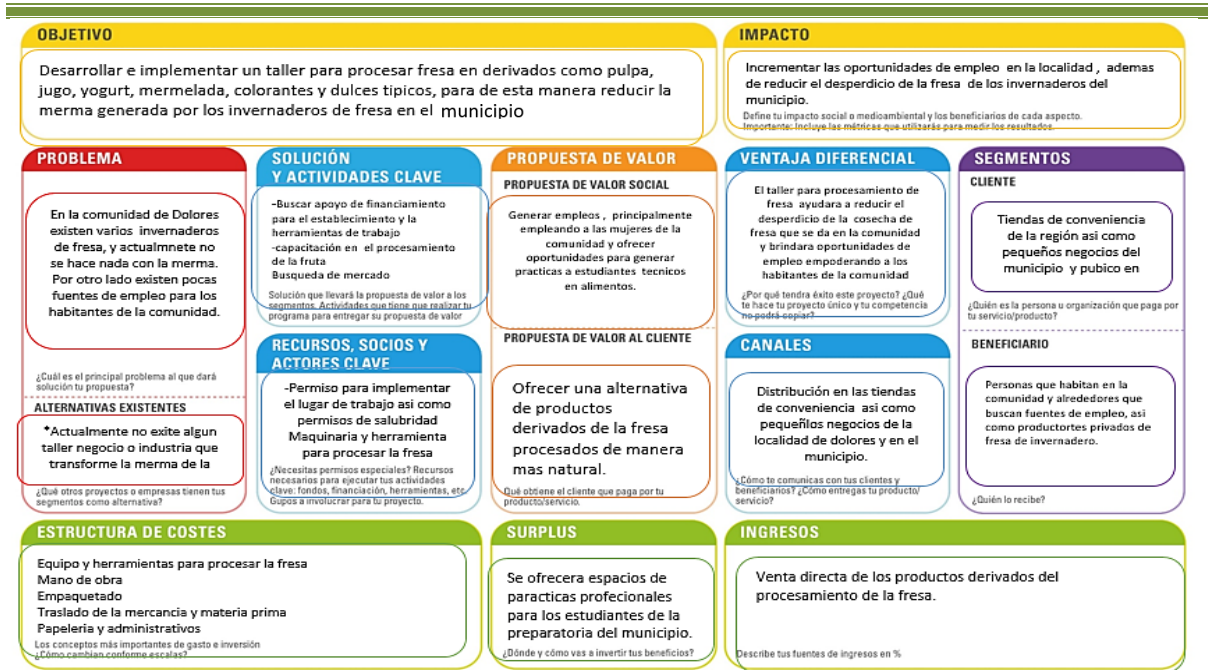 OBJETIVO
Desarrollar e implementar un taller para procesar fresa en derivados como pulpa,
jugo, yogurt, mermelada, colorantes y dulces tipicos, para de esta manera reducir la
merma generada por los invernaderos de fresa en el municipio
IMPACTO
Incrementar las oportunidades de empleo en la localidad , ademas
de reducir el desperdicio de la fresa de los invernaderos del
municipio.
Define tu impacto social o medioambiental y los beneficiarios de cada aspecto.
Importante: Incluye las métricas que utilizarás para medir los resultados.
PROBLEMA
En la comunidad de Dolores
existen varios invernaderos
de fresa, y actualmnete no
se hace nada con la merma.
Por otro lado existen pocas
fuentes de empleo para los
habitantes de la comunidad.
¿Cuál es el principal problema al que dará
solución tu propuesta?
ALTERNATIVAS EXISTENTES
*Actualmente no exite algun
taller negocio o industria que
transforme la merma de la
¿Qué otros proyectos o empresas tienen tus
segmentos como alternativa?
SOLUCIÓN
Y ACTIVIDADES CLAVE
-Buscar apoyo de financiamiento
para el establecimiento y la
herramientas de trabajo
-capacitación en el procesamiento
de la fruta
Busqueda de mercado
Solución que llevará la propuesta de valor a los
segmentos. Actividades que tiene que realizar tu
programa para entregar su propuesta de valor
RECURSOS, SOCIOS Y
ACTORES CLAVE
-Permiso para implementar
el lugar de trabajo asi como
permisos de salubridad
Maquinaria y herramienta
para procesar la fresa
¿Necesitas permisos especiales? Recursos
necesarios para ejecutar tus actividades
clave: fondos, financiación, herramientas, etc.
Gupos a involucrar para tu proyecto.
PROPUESTA DE VALOR
PROPUESTA DE VALOR SOCIAL
Generar empleos , principalmente
empleando a las mujeres de la
comunidad y ofrecer
oportunidades para generar
practicas a estudiantes tecnicos
en alimentos.
PROPUESTA DE VALOR AL CLIENTE
Ofrecer una alternativa
de productos
derivados de la fresa
procesados de manera
mas natural.
Qué obtiene el cliente que paga por tu
producto/servicio.
VENTAJA DIFERENCIAL
El taller para procesamiento de
fresa ayudara a reducir el
desperdicio de la cosecha de
fresa que se da en la comunidad
y brindara oportunidades de
empleo empoderando a los
habitantes de la comunidad
¿Por qué tendra éxito este proyecto? ¿Qué
te hace tu proyecto único y tu competencia
no podrá copiar?
CANALES
Distribución en las tiendas
de conveniencia asi como
pequeñlos negocios de la
localidad de dolores y en el
municipio.
¿Cómo te comunicas con tus clientes y
beneficiarios? ¿Cómo entregas tu producto/
servicio?
SEGMENTOS
CLIENTE
Tiendas de conveniencia
de la región asi como
pequeños negocios del
municipio y pubico en
¿Quién es la persona u organización que paga por
tu servicio/producto?
BENEFICIARIO
Personas que habitan en la
comunidad y alrededores que
buscan fuentes de empleo, asi
como productortes privados de
fresa de invernadero.
¿Quién lo recibe?
ESTRUCTURA DE COSTES
Equipo y herramientas para procesar la fresa
Mano de obra
Empaquetado
Traslado de la mercancia y materia prima
Papeleria y administrativos
Los conceptos más importantes de gasto e inversión
¿Cómo cambian conforme escalas?
SURPLUS
Se ofrecera espacios de
paracticas profecionales
para los estudiantes de la
preparatoria del municipio.
¿Dónde y cómo vas a invertir tus beneficios?
INGRESOS
Venta directa de los productos derivados del
procesamiento de la fresa.
Describe tus fuentes de ingresos en %